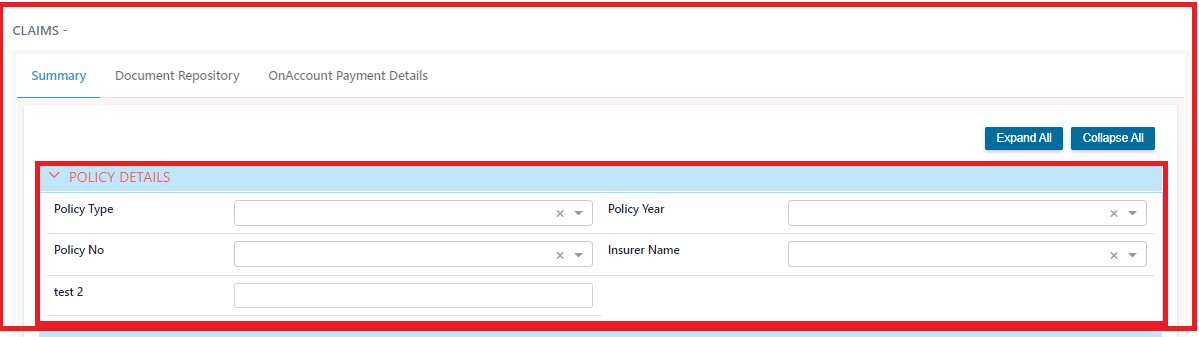 CLAIMS -
Summary Document Repository OnAccount Payment Details
Expand All Collapse All
POLICY DETAILS
Policy Type Policy Year
Policy No Insurer Name
test 2